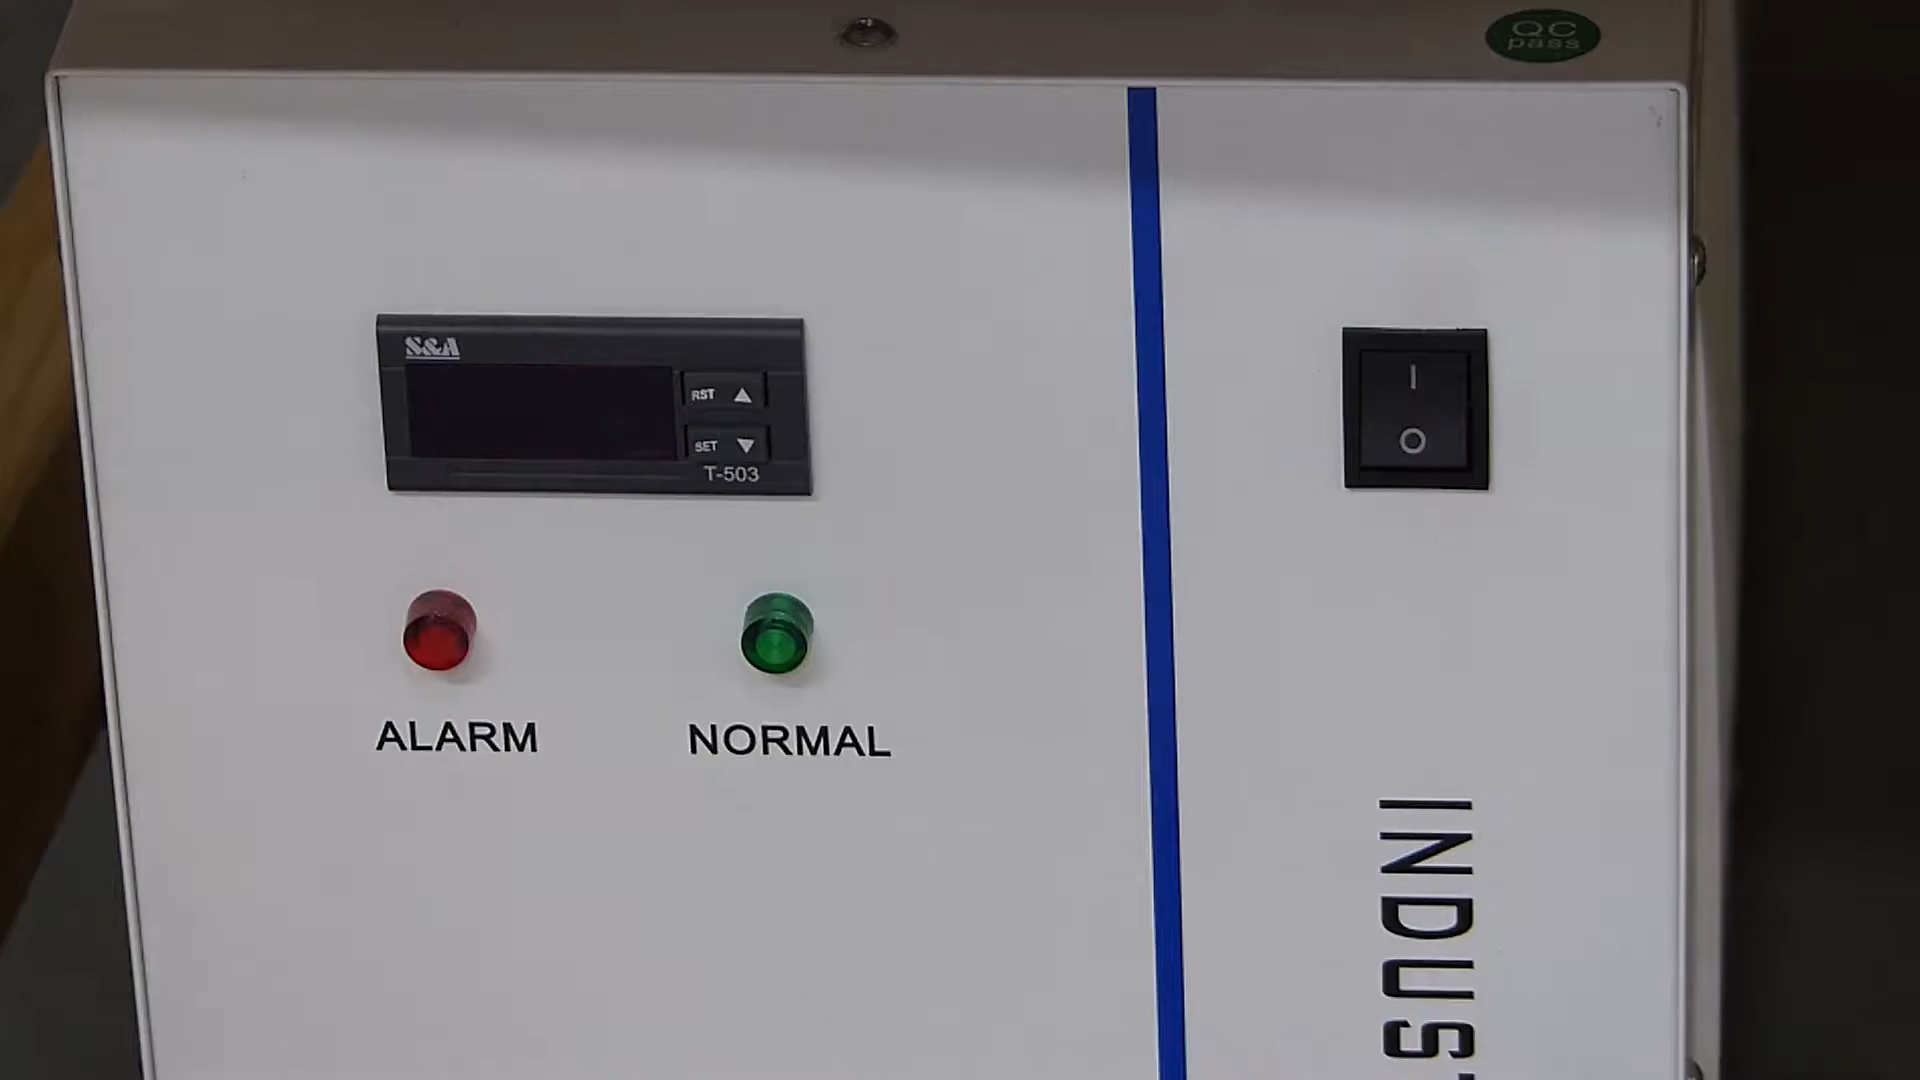 QC
pass
S&A
RST ▲
SET ▼
T-503
I
O
ALARM
NORMAL
INDUS